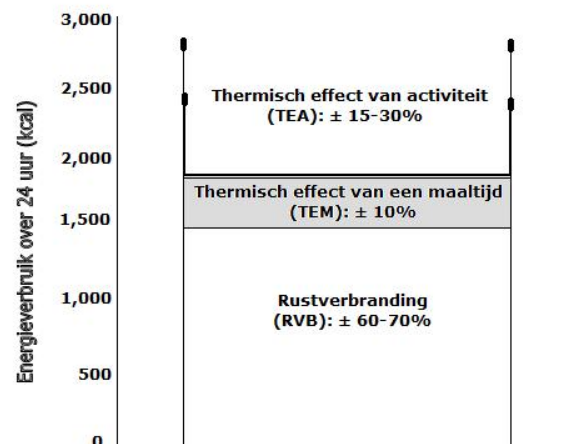 3,000
2,500
Thermisch effect van activiteit
(TEA): ± 15-30%
2,000
Thermisch effect van een maaltijd
(TEM): ± 10%
1,500
1,000
Rustverbranding
(RVB): ± 60-70%
500
0
Energieverbruik over 24 uur (kcal)